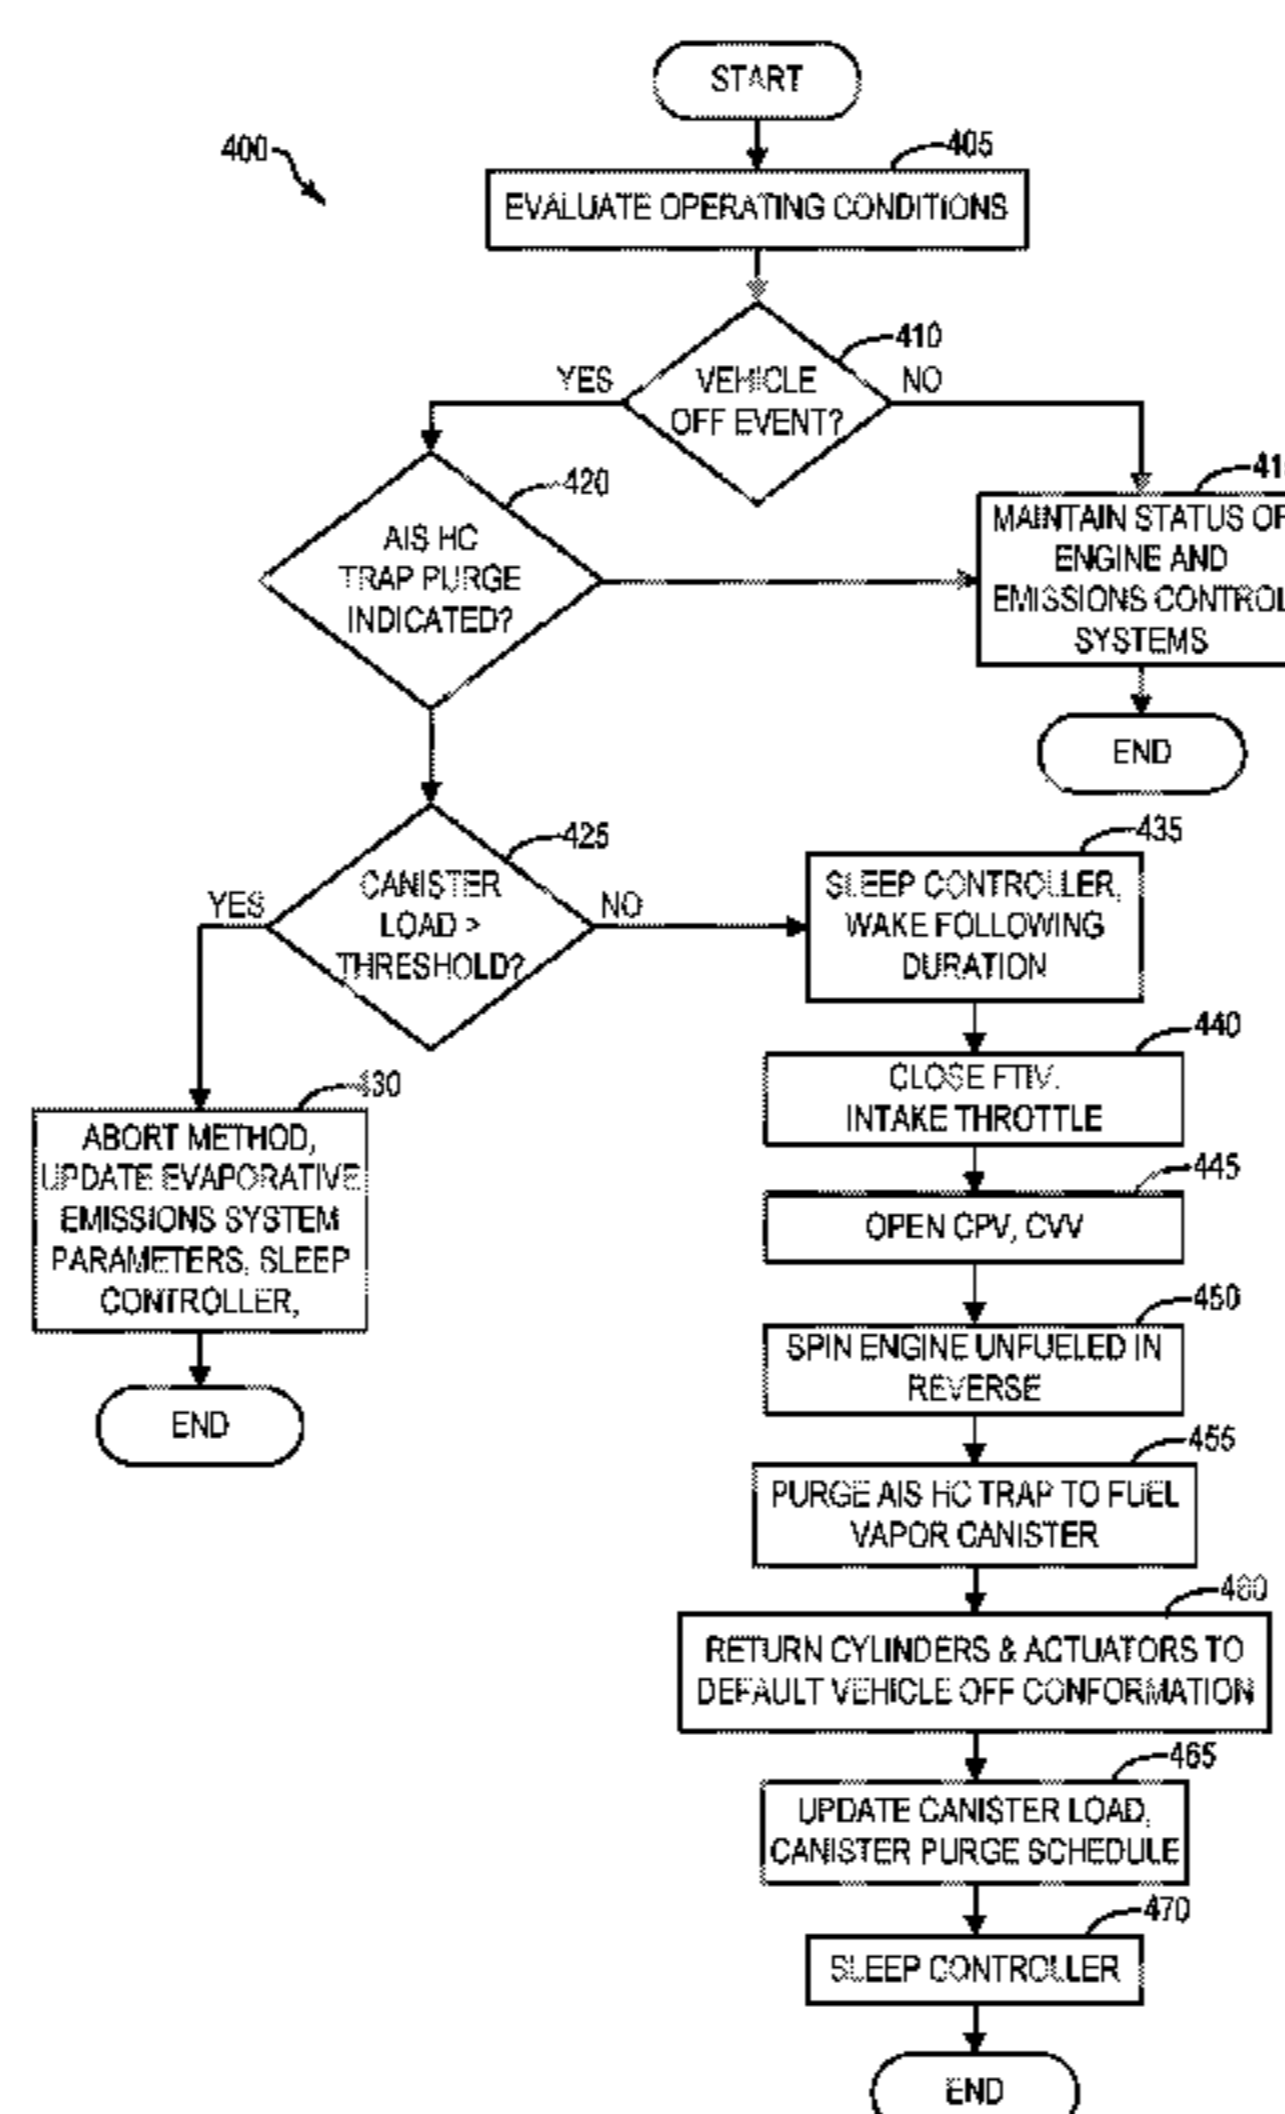 START
400
405
EVALUATE OPERATING CONDITIONS
410
YES
VEHICLE
OFF EVENT?
NO
420
AIS HC
TRAP PURGE
INDICATED?
41
MAINTAIN STATUS OF
ENGINE AND
EMISSIONS CONTROL
SYSTEMS
END
425
YES
CANISTER
LOAD >
THRESHOLD?
NO
435
SLEEP CONTROLLER,
WAKE FOLLOWING
DURATION
430
ABORT METHOD,
UPDATE EVAPORATIVE
EMISSIONS SYSTEM
PARAMETERS, SLEEP
CONTROLLER,
END
440
CLOSE FTIV,
INTAKE THROTTLE
445
OPEN CPV, CVV
450
SPIN ENGINE UNFUELED IN
REVERSE
455
PURGE AIS HC TRAP TO FUEL
VAPOR CANISTER
460
RETURN CYLINDERS & ACTUATORS TO
DEFAULT VEHICLE OFF CONFORMATION
465
UPDATE CANISTER LOAD,
CANISTER PURGE SCHEDULE
470
SLEEP CONTROLLER
END